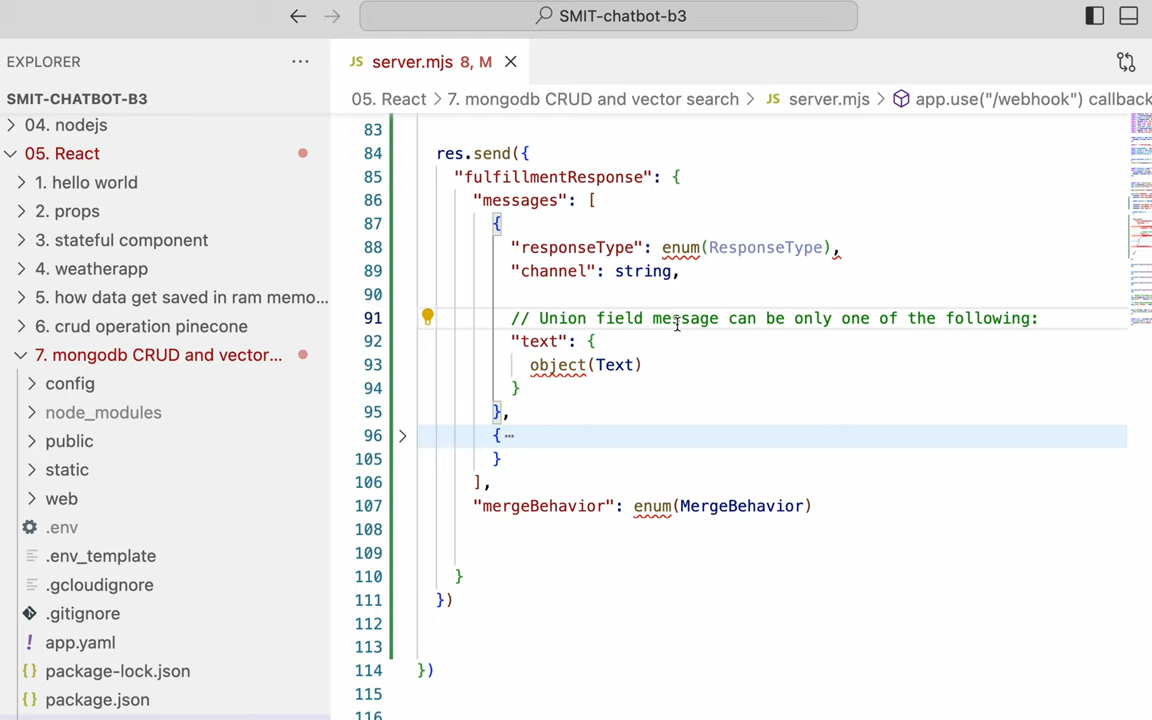 SMIT-chatbot-b3
EXPLORER
SMIT-CHATBOT-B3
04. nodejs
05. React
1. hello world
2. props
3. stateful component
4. weatherapp
5. how data get saved in ram memo...
6. crud operation pinecone
7. mongodb CRUD and vector...
config
node_modules
public
static
web
.env
.env_template
.gcloudignore
.gitignore
! app.yaml
{} package-lock.json
{} package.json
JS server.mjs 8, M
05. React > 7. mongodb CRUD and vector search > JS server.mjs > app.use("/webhook") callback
83
84 res.send({
85 "fulfillmentResponse": {
86 "messages": [
87 {
88 "responseType": enum(ResponseType),
89 "channel": string,
90
91 // Union field message can be only one of the following:
92 "text": {
93 object(Text)
94 }
95 },
96 { ⋯
105 }
106 ],
107 "mergeBehavior": enum(MergeBehavior)
108
109
110 }
111 })
112
113
114 })
115
116